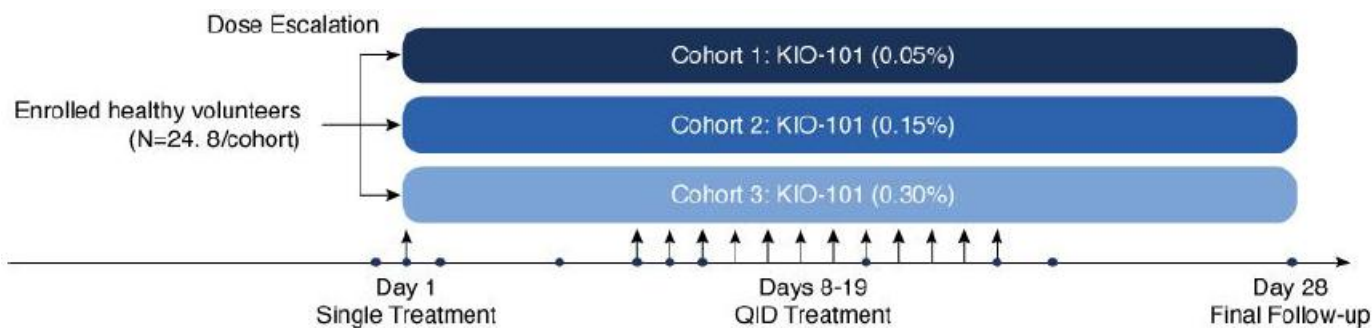 Dose Escalation
Cohort 1: KIO-101 (0.05%)
Enrolled healthy volunteers
(N=24. 8/cohort)
Cohort 2: KIO-101 (0.15%)
Cohort 3: KIO-101 (0.30%)
Day 1
Single Treatment
Days 8-19
QID Treatment
Day 28
Final Follow-up